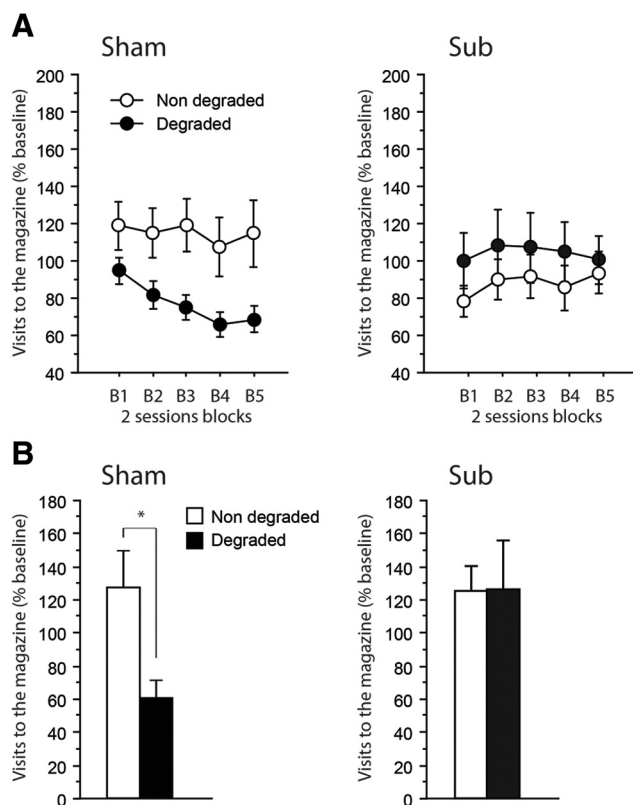 A
Sham
Sub
Visits to the magazine (% baseline)
200
180
160
140
120
100
80
60
40
Non degraded
Degraded
B1 B2 B3 B4 B5
2 sessions blocks
Visits to the magazine (% baseline)
200
180
160
140
120
100
80
60
40
B1 B2 B3 B4 B5
2 sessions blocks
B
Sham
Sub
Visits to the magazine (% baseline)
180
160
140
120
100
80
60
40
20
0
*
Non degraded
Degraded
Visits to the magazine (% baseline)
180
160
140
120
100
80
60
40
20
0